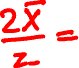 2X̅/z =